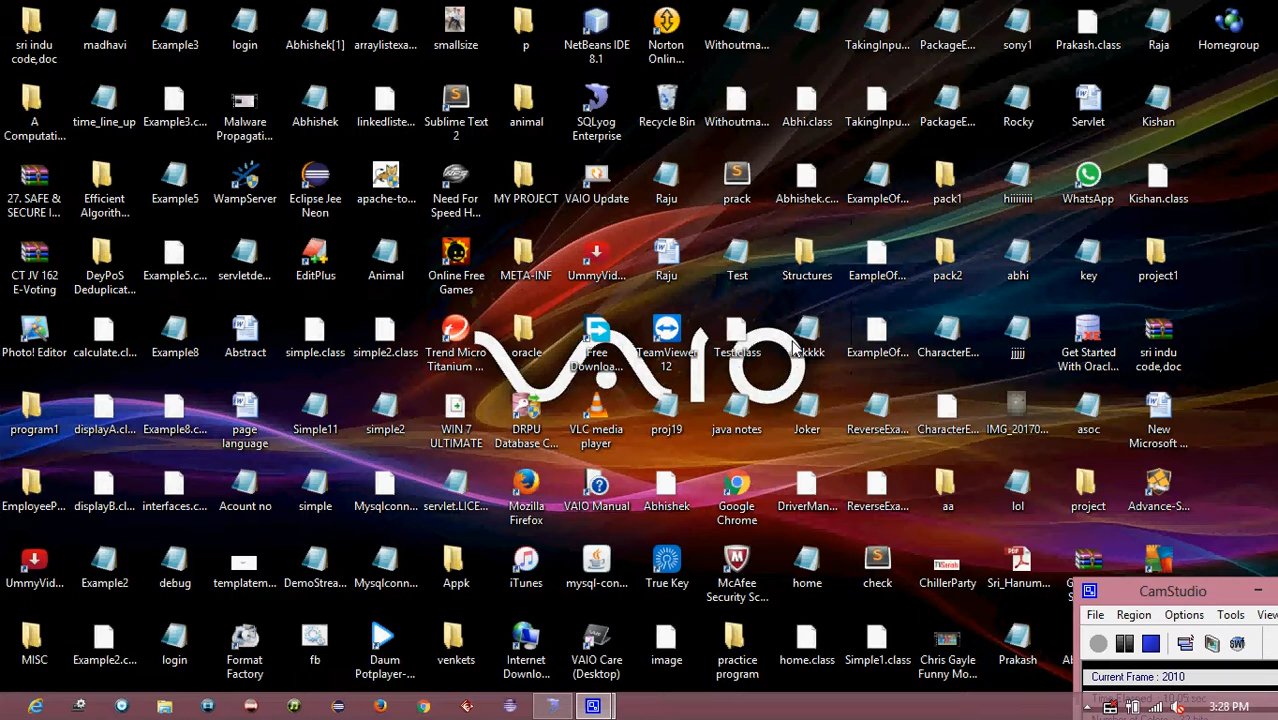 sri indu
code,doc
madhavi
Example3
login
Abhishek[1]
arraylistexa...
smallsize
p
NetBeans IDE
8.1
Norton
Onlin...
Withoutma...
TakingInpu...
PackageE...
sony1
Prakash.class
Raja
Homegroup
A
Computati...
time_line_up
Example3.c...
Malware
Propagati...
Abhishek
linkedliste...
Sublime Text
2
animal
SQLyog
Enterprise
Recycle Bin
Withoutma...
Abhi.class
TakingInpu...
PackageE...
Rocky
Servlet
Kishan
27. SAFE &
SECURE I...
Efficient
Algorith...
Example5
WampServer
Eclipse Jee
Neon
apache-to...
Need For
Speed H...
MY PROJECT
VAIO Update
Raju
prack
Abhishek.c...
ExampleOf...
pack1
WhatsApp
Kishan.class
CT JV 162
E-Voting
DeyPoS
Deduplicat...
Example5.c...
servletde...
EditPlus
Animal
Online Free
Games
META-INF
UmmyVid...
Raju
Test
Structures
EampleOf...
pack2
abhi
key
project1
Photo! Editor
calculate.cl...
Example8
Abstract
simple.class
simple2.class
Trend Micro
Titanium ...
oracle
Free
Downloa...
TeamViewer
12
Test.class
ExampleOf...
CharacterE...
jjjjj
Get Started
With Oracl...
sri indu
code,doc
VAIO
program1
displayA.cl...
Example8.c...
page
language
Simple11
simple2
WIN 7
ULTIMATE
DRPU
Database C...
VLC media
player
proj19
java notes
Joker
ReverseExa...
CharacterE...
IMG_20170...
asoc
New
Microsoft ...
EmployeeP...
displayB.cl...
interfaces.c...
Acount no
simple
Mysqlconn...
servlet.LICE...
Mozilla
Firefox
VAIO Manual
Abhishek
Google
Chrome
DriverMan...
ReverseExa...
aa
lol
project
Advance-S...
UmmyVid...
Example2
debug
templatem...
DemoStrea...
Mysqlconn...
Appk
iTunes
mysql-con...
True Key
McAfee
Security Sc...
home
check
ChillerParty
Sri_Hanum...
MISC
Example2.c...
login
Format
Factory
fb
Daum
Potplayer-...
venkets
Internet
Downlo...
VAIO Care
(Desktop)
image
practice
program
home.class
Simple1.class
Chris Gayle
Funny Mo...
Prakash
CamStudio
File Region Options Tools View
Current Frame : 2010
Time Elapsed : 10.05 sec
3:28 PM